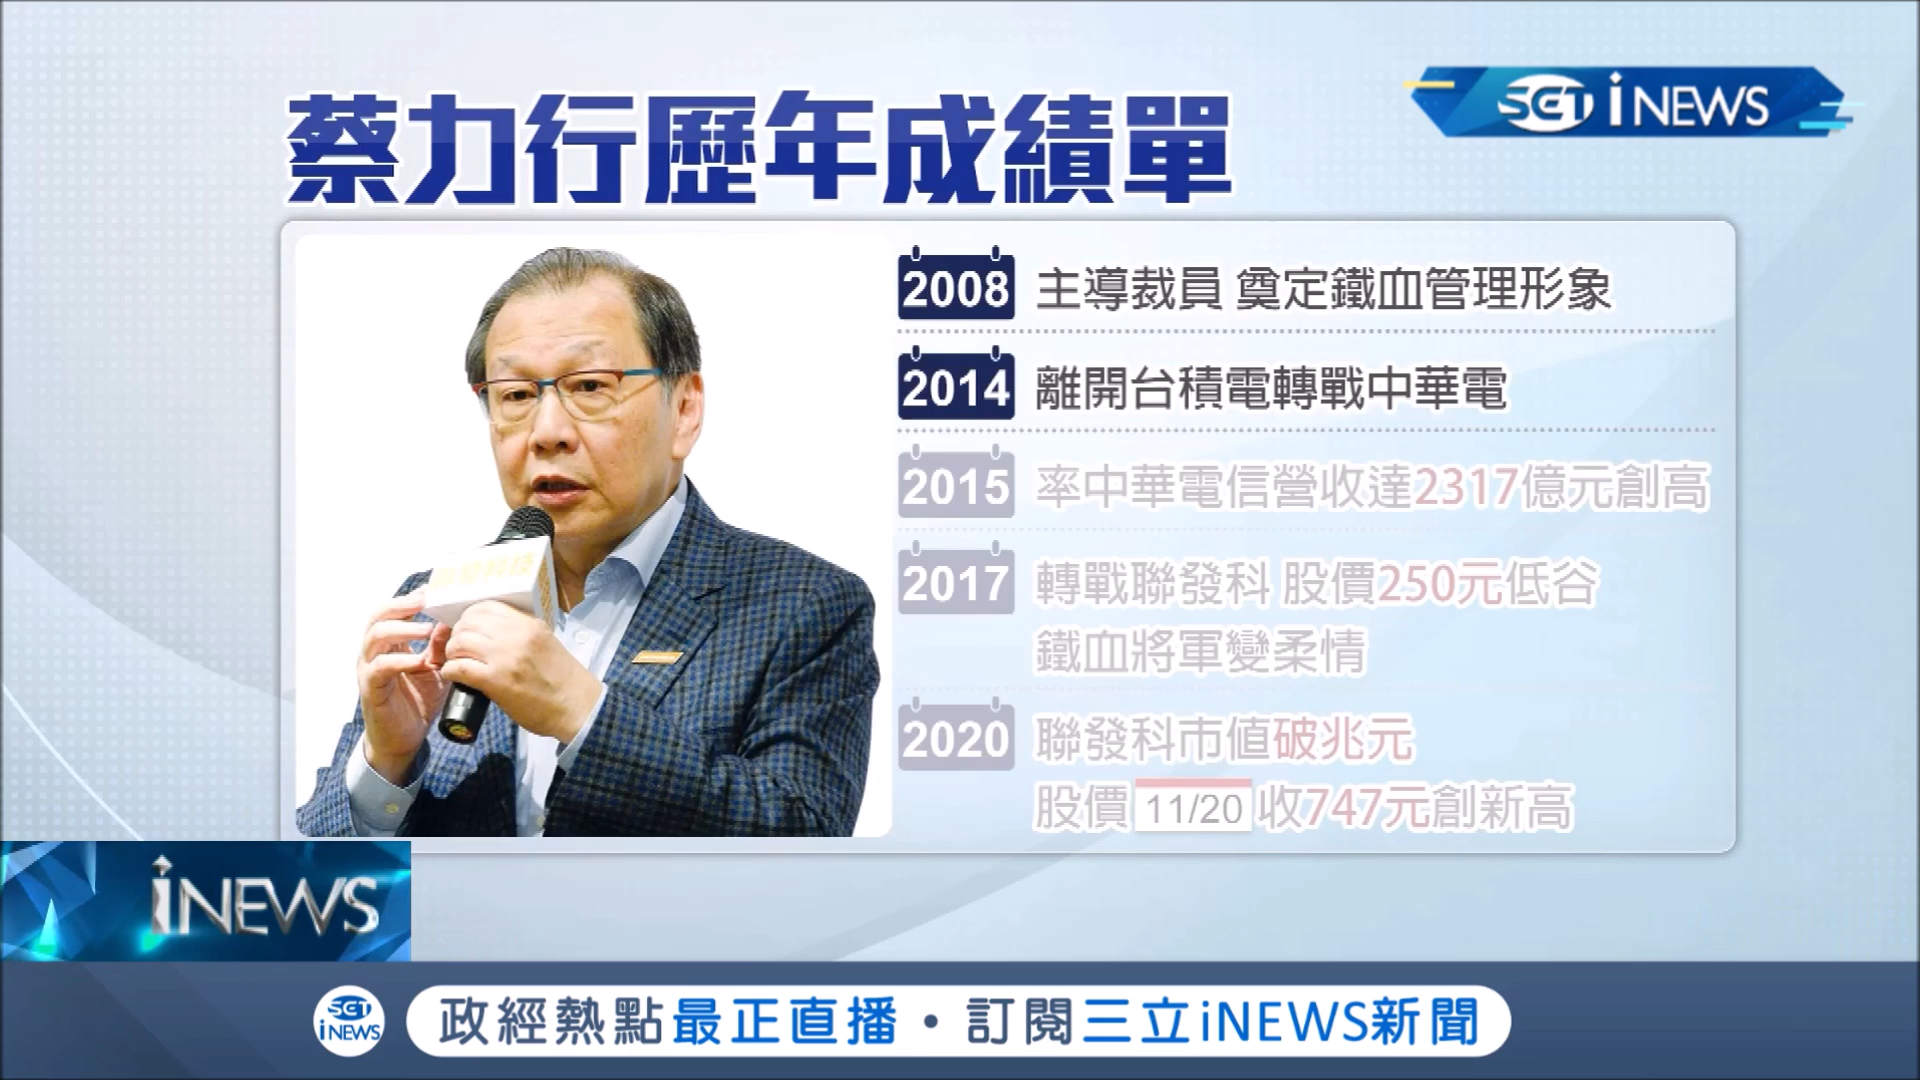 蔡力行歷年成績單
SET iNEWS
2008 主導裁員 奠定鐵血管理形象
2014 離開台積電轉戰中華電
2015 率中華電信營收達2317億元創高
2017 轉戰聯發科 股價250元低谷
鐵血將軍變柔情
2020 聯發科市值破兆元
股價 11/20 收747元創新高
iNEWS
SET iNEWS
政經熱點最正直播・訂閱三立iNEWS新聞